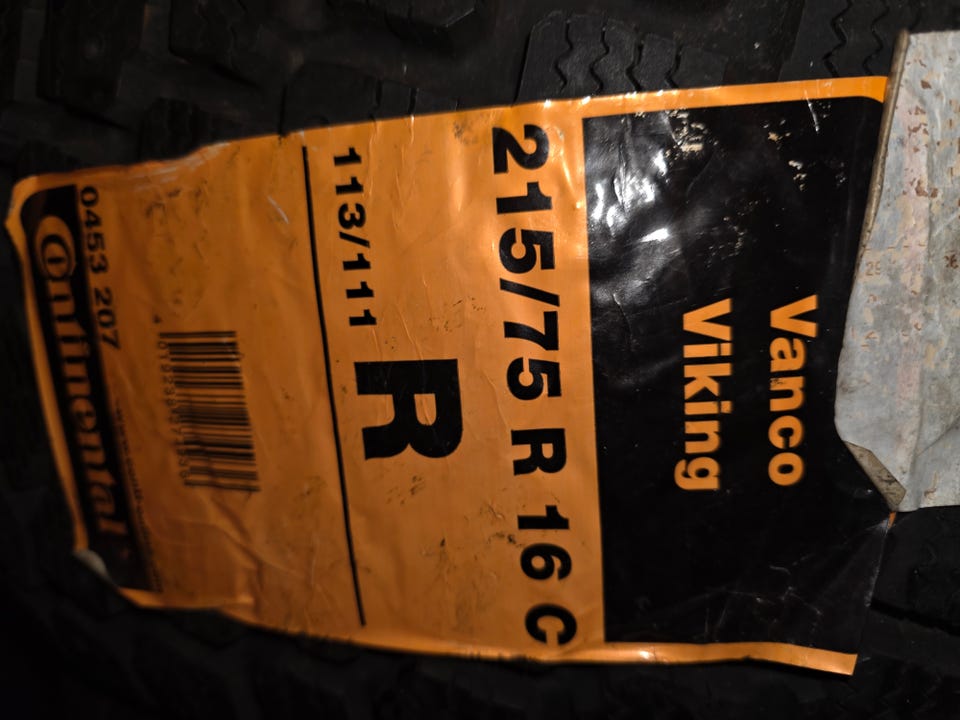 Vanco
Viking
215/75 R 16 C
113/111 R
0453 207
Continental